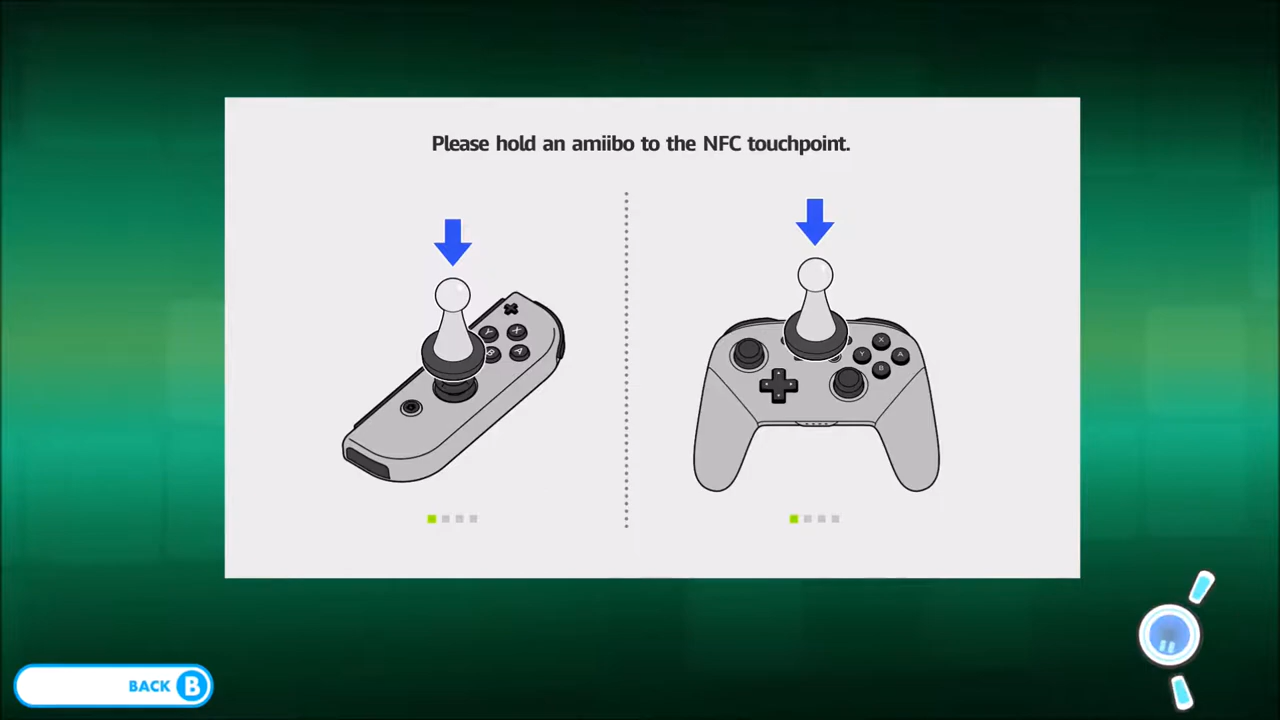 Please hold an amiibo to the NFC touchpoint.
Y X
B A
X
Y A
B
BACK B